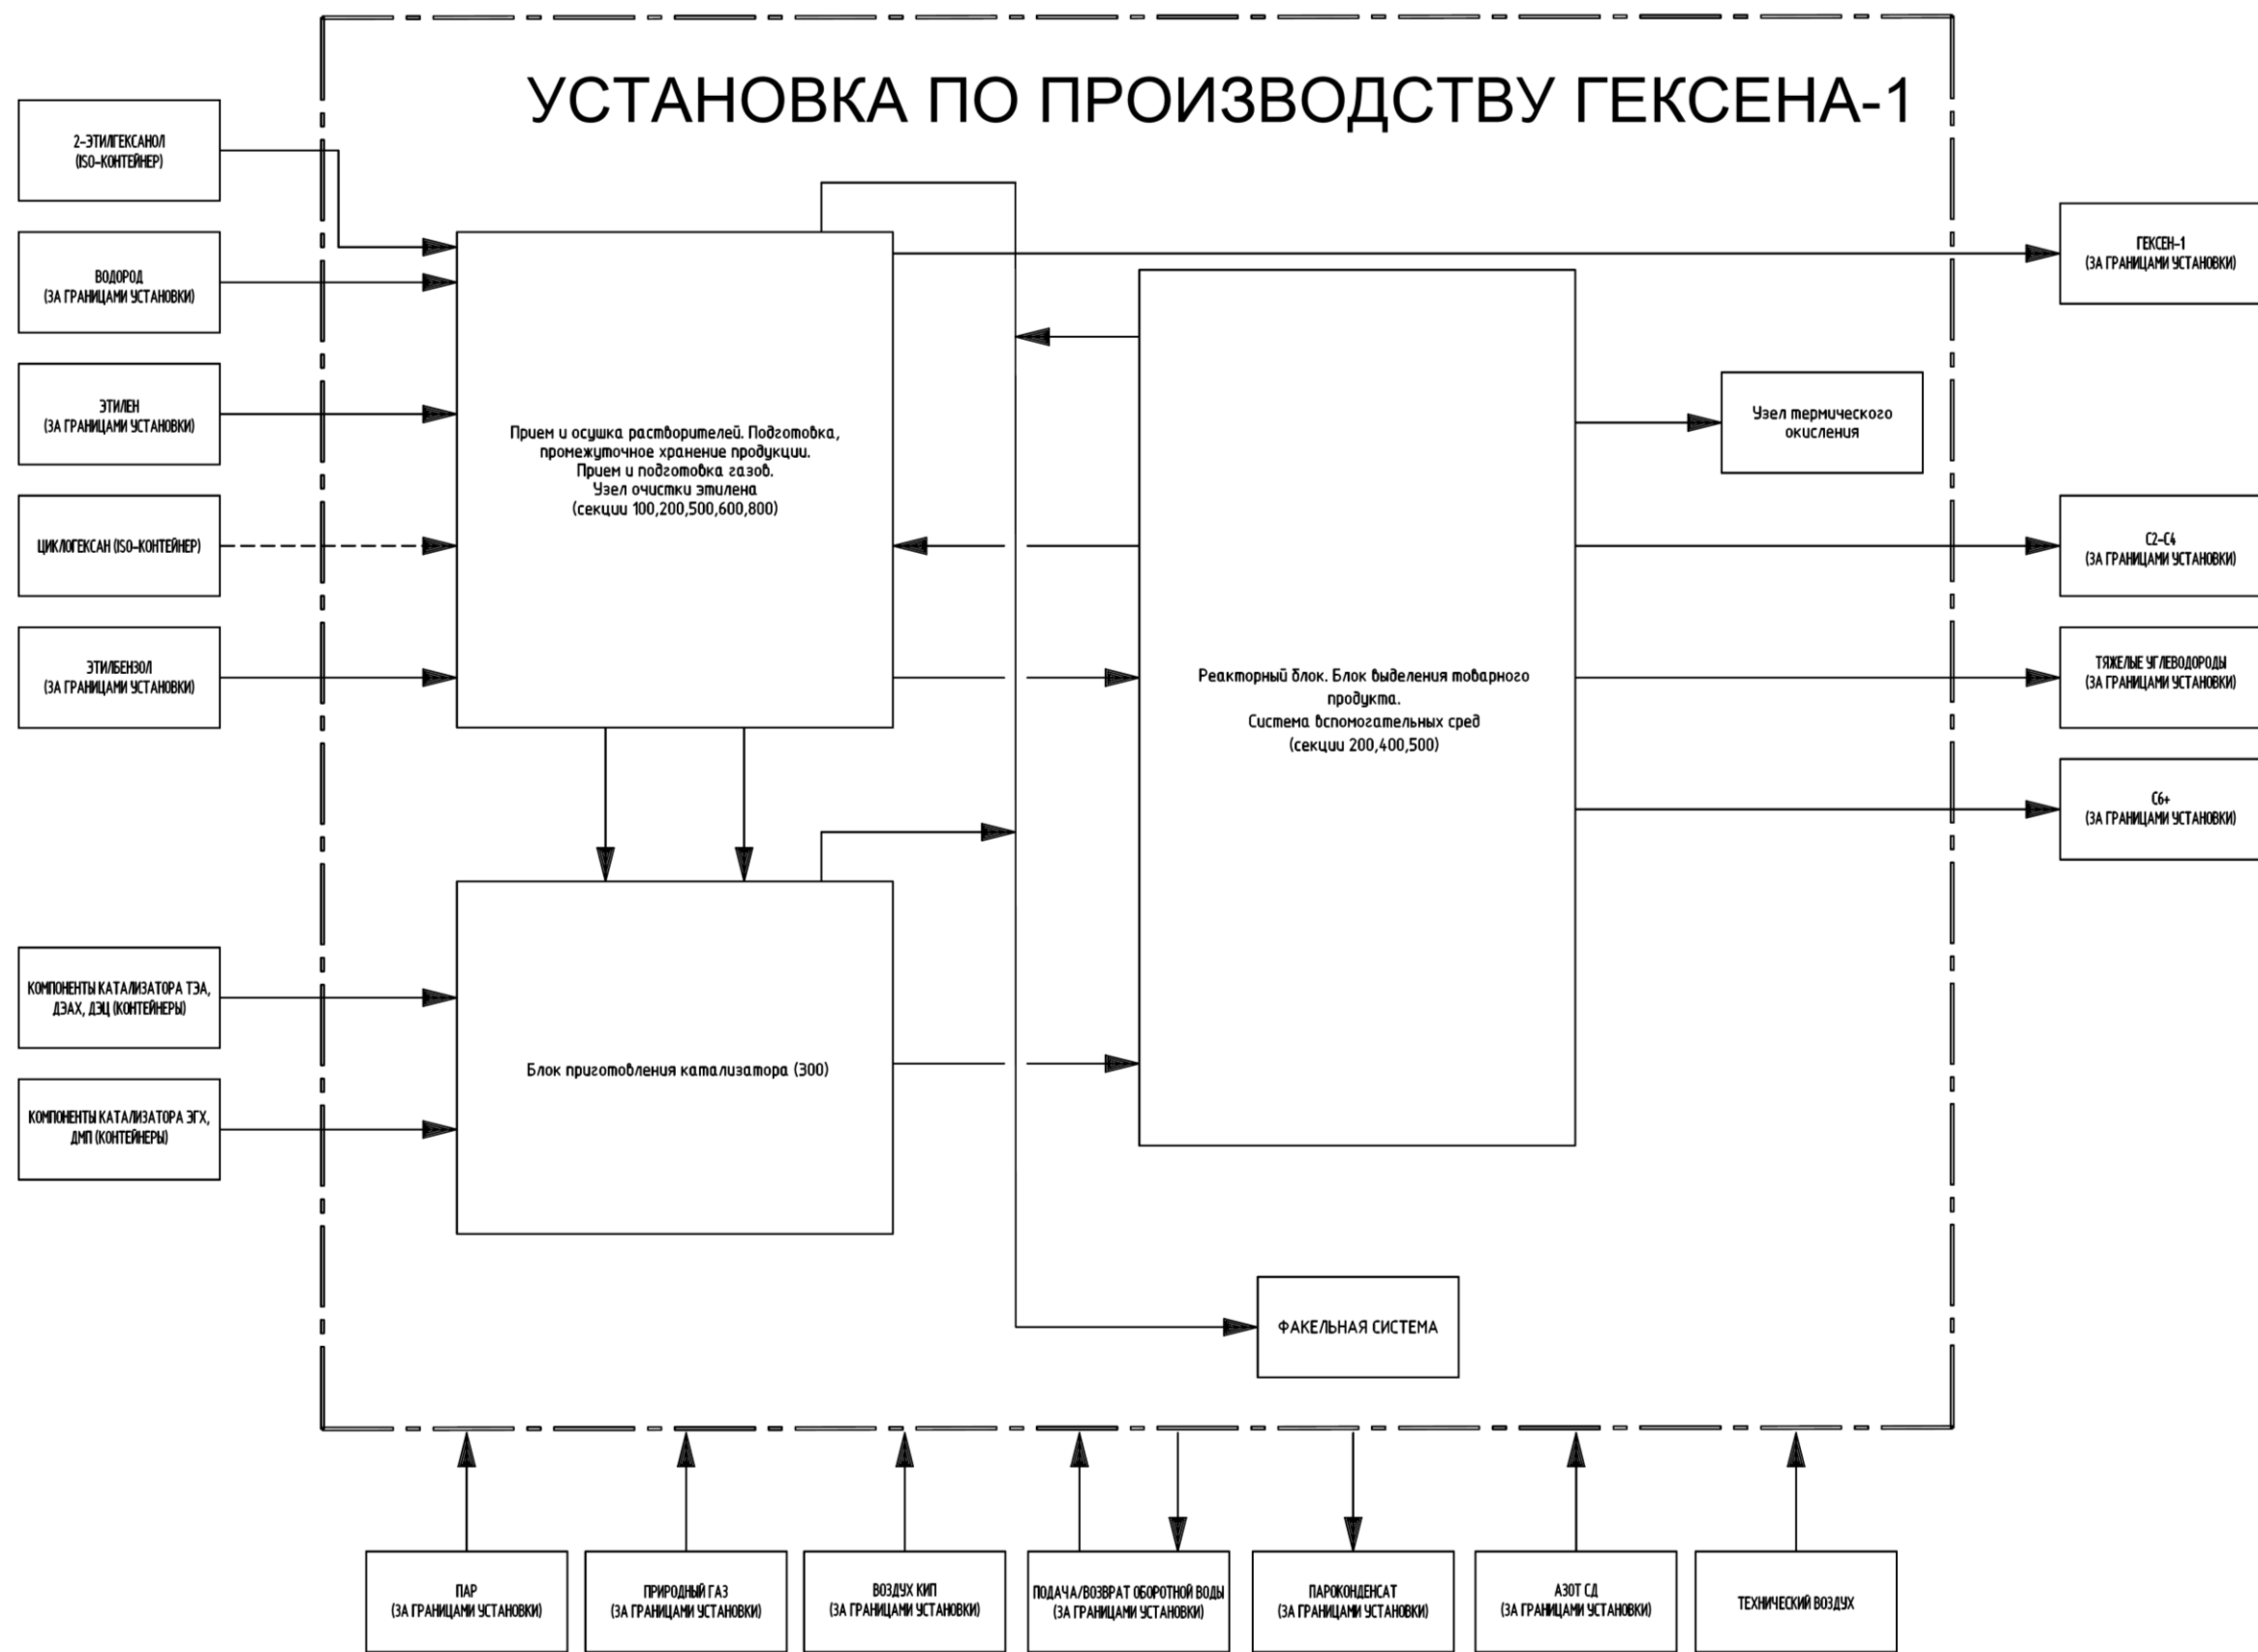 УСТАНОВКА ПО ПРОИЗВОДСТВУ ГЕКСЕНА-1
2-ЭТИЛГЕКСАНОЛ
(ISO-КОНТЕЙНЕР)
ВОДОРОД
(ЗА ГРАНИЦАМИ УСТАНОВКИ)
ЭТИЛЕН
(ЗА ГРАНИЦАМИ УСТАНОВКИ)
ЦИКЛОГЕКСАН (ISO-КОНТЕЙНЕР)
ЭТИЛБЕНЗОЛ
(ЗА ГРАНИЦАМИ УСТАНОВКИ)
КОМПОНЕНТЫ КАТАЛИЗАТОРА ТЭА,
ДЭАХ, ДЭЦ (КОНТЕЙНЕРЫ)
КОМПОНЕНТЫ КАТАЛИЗАТОРА ЭГХ,
ДМП (КОНТЕЙНЕРЫ)
Прием и осушка растворителей. Подготовка,
промежуточное хранение продукции.
Прием и подготовка газов.
Узел очистки этилена
(секции 100,200,500,600,800)
Блок приготовления катализатора (300)
Реакторный блок. Блок выделения товарного
продукта.
Система вспомогательных сред
(секции 200,400,500)
Узел термического
окисления
ФАКЕЛЬНАЯ СИСТЕМА
ГЕКСЕН-1
(ЗА ГРАНИЦАМИ УСТАНОВКИ)
С2-С4
(ЗА ГРАНИЦАМИ УСТАНОВКИ)
ТЯЖЕЛЫЕ УГЛЕВОДОРОДЫ
(ЗА ГРАНИЦАМИ УСТАНОВКИ)
С6+
(ЗА ГРАНИЦАМИ УСТАНОВКИ)
ПАР
(ЗА ГРАНИЦАМИ УСТАНОВКИ)
ПРИРОДНЫЙ ГАЗ
(ЗА ГРАНИЦАМИ УСТАНОВКИ)
ВОЗДУХ КИП
(ЗА ГРАНИЦАМИ УСТАНОВКИ)
ПОДАЧА/ВОЗВРАТ ОБОРОТНОЙ ВОДЫ
(ЗА ГРАНИЦАМИ УСТАНОВКИ)
ПАРОКОНДЕНСАТ
(ЗА ГРАНИЦАМИ УСТАНОВКИ)
АЗОТ СД
(ЗА ГРАНИЦАМИ УСТАНОВКИ)
ТЕХНИЧЕСКИЙ ВОЗДУХ